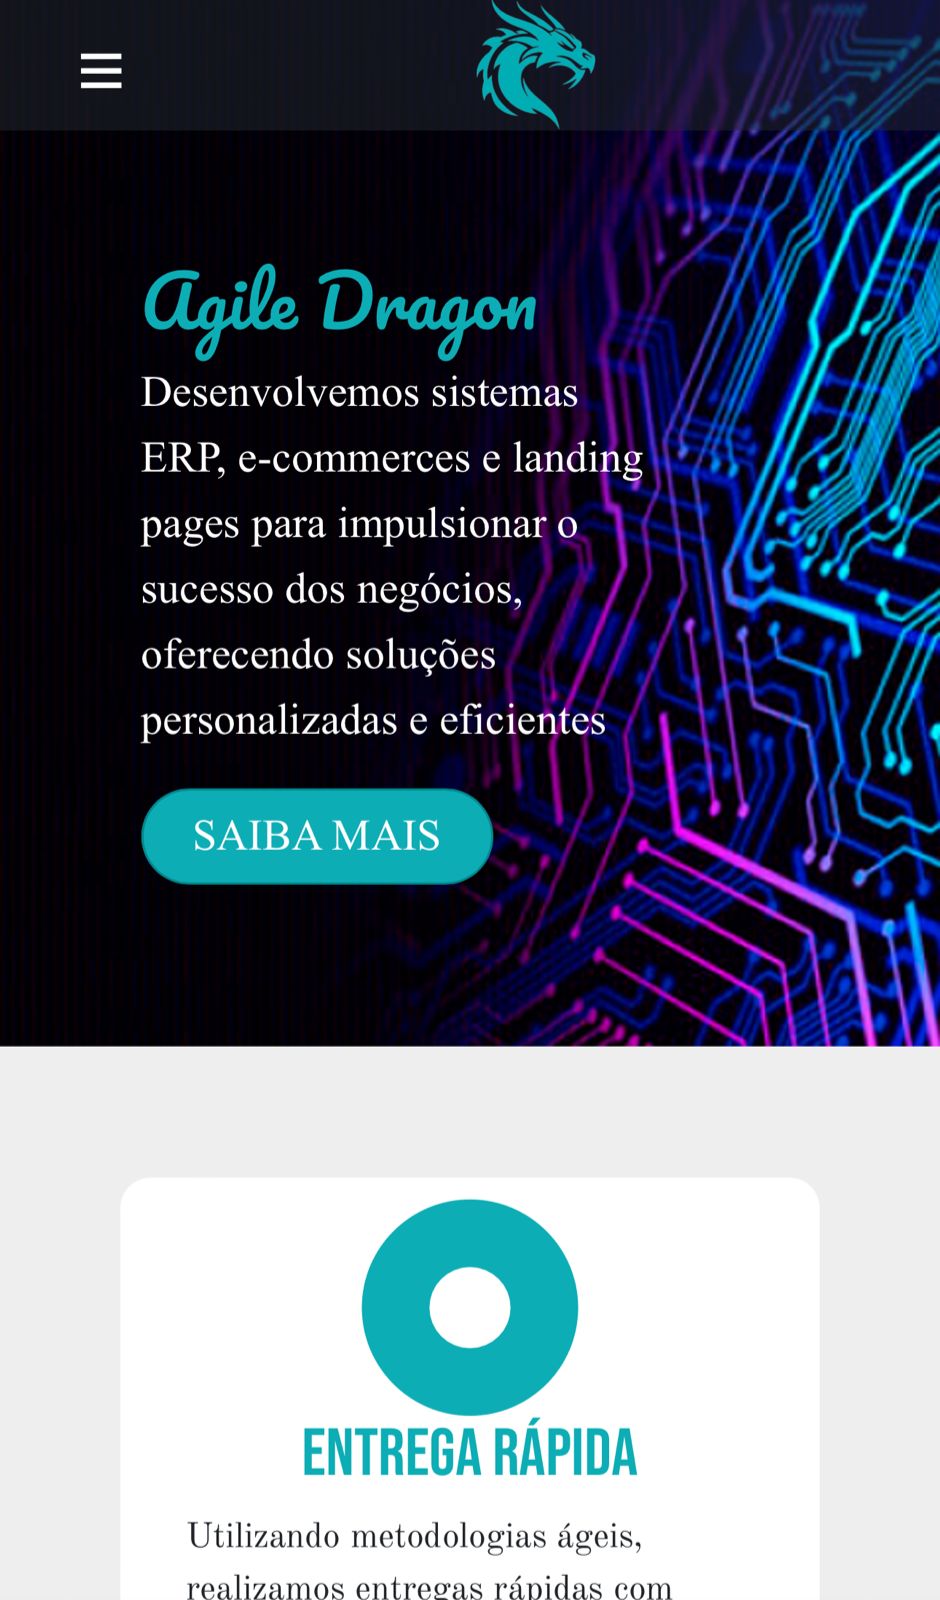 Agile Dragon
Desenvolvemos sistemas
ERP, e-commerces e landing
pages para impulsionar o
sucesso dos negócios,
oferecendo soluções
personalizadas e eficientes
SAIBA MAIS
ENTREGA RÁPIDA
Utilizando metodologias ágeis,
realizamos entregas rápidas com